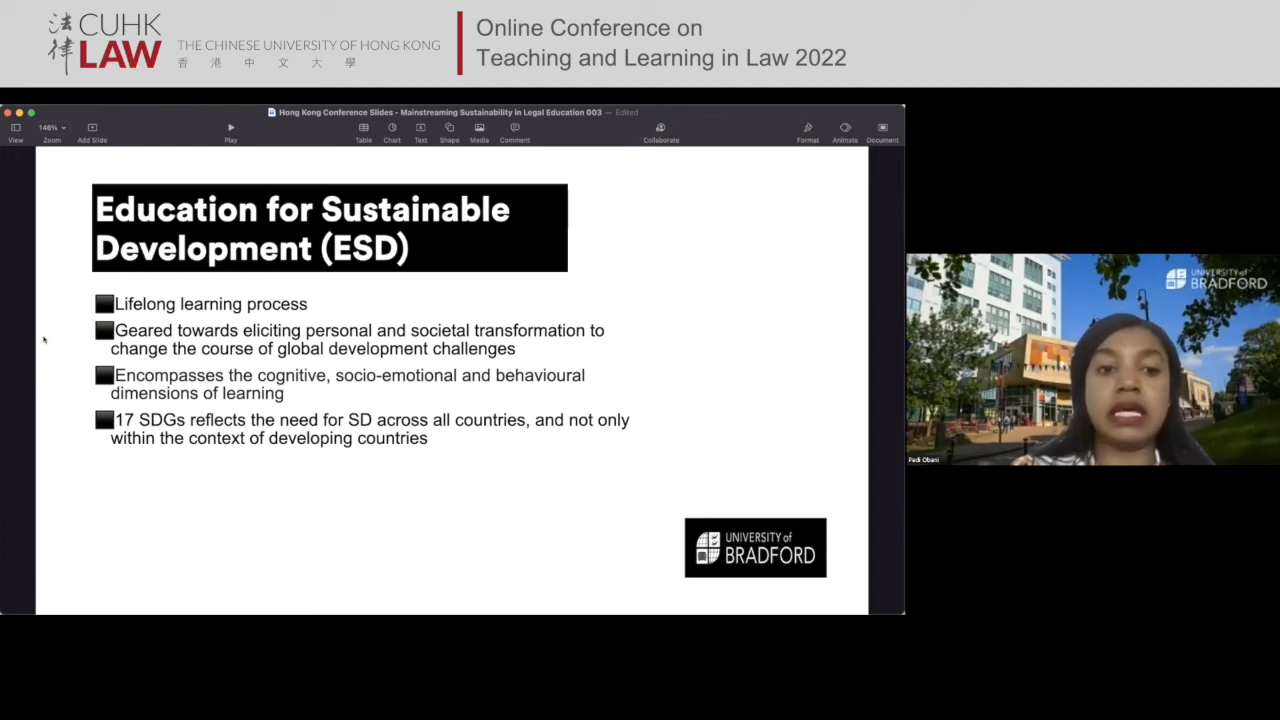 法律
CUHK
LAW
THE CHINESE UNIVERSITY OF HONG KONG
香港中文大學
Online Conference on
Teaching and Learning in Law 2022
Hong Kong Conference Slides - Mainstreaming Sustainability in Legal Education 003 — Edited
146%
View Zoom Add Slide Play Table Chart Text Shape Media Comment Collaborate Format Animate Document
Education for Sustainable
Development (ESD)
Lifelong learning process
Geared towards eliciting personal and societal transformation to
change the course of global development challenges
Encompasses the cognitive, socio-emotional and behavioural
dimensions of learning
17 SDGs reflects the need for SD across all countries, and not only
within the context of developing countries
UNIVERSITY of
BRADFORD
UNIVERSITY of
BRADFORD
Pedi Obani